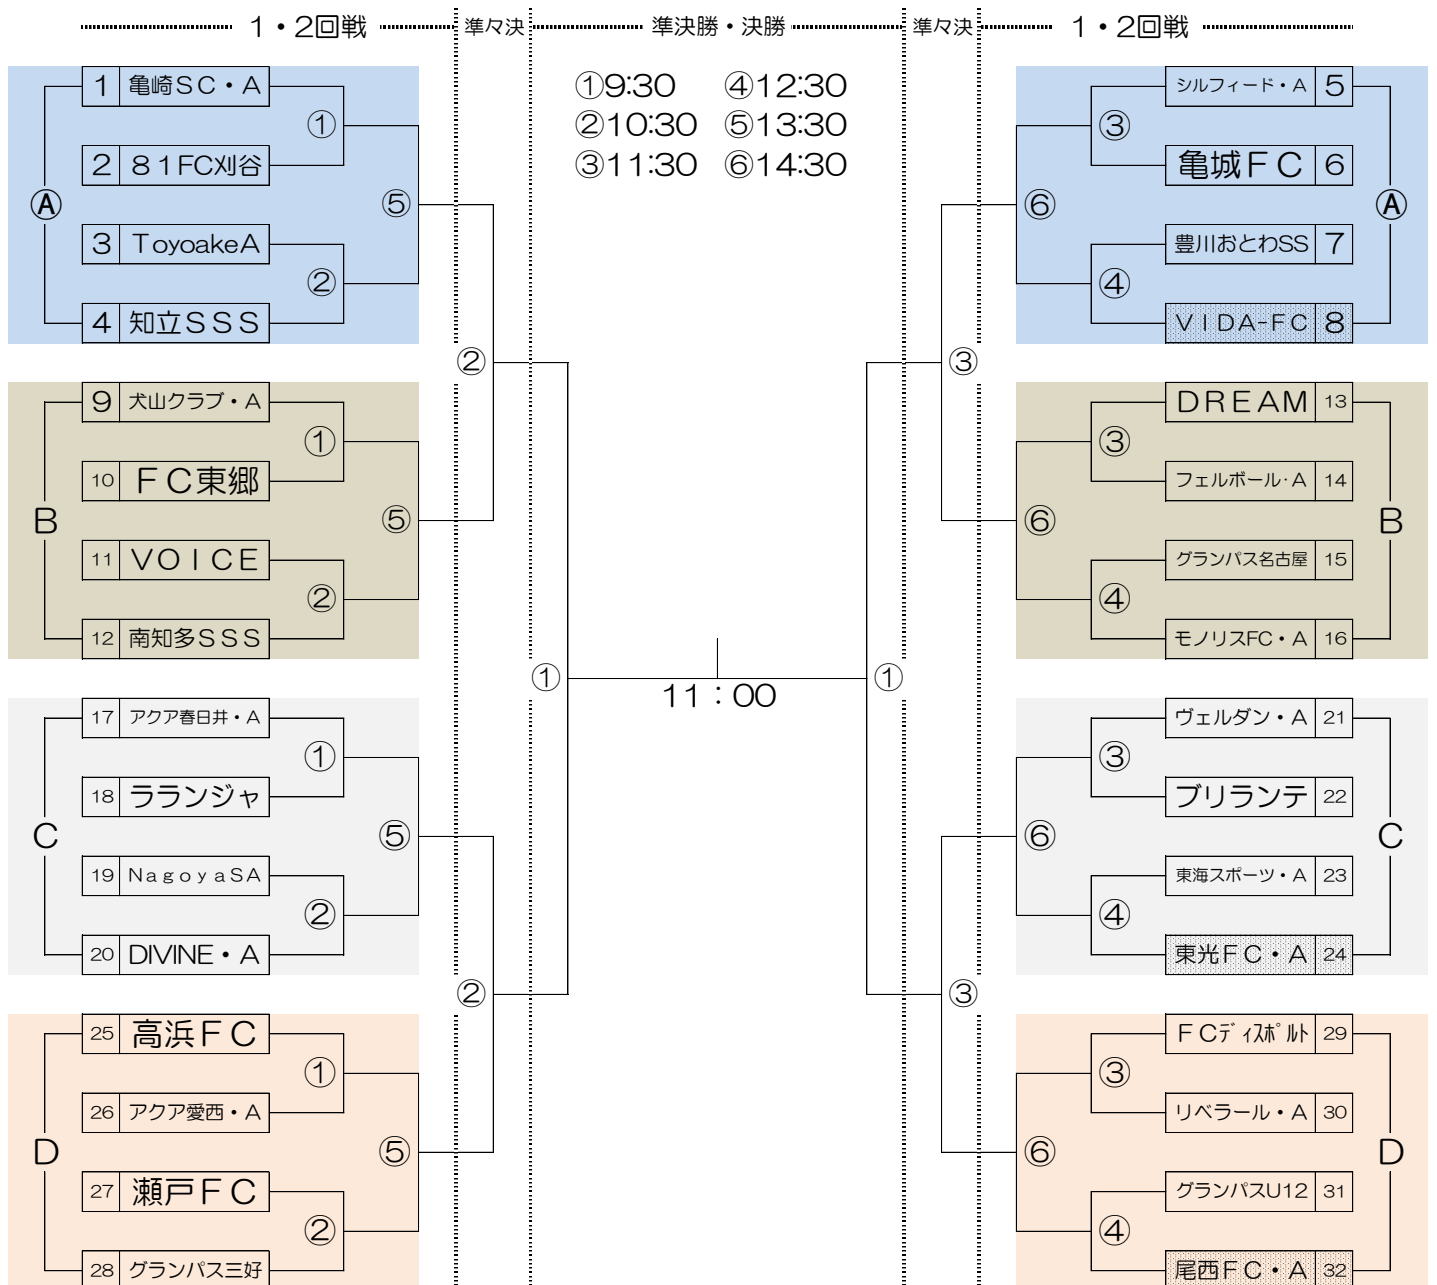 1・2回戦 準々決 準決勝・決勝 準々決 1・2回戦
①9:30 ④12:30
②10:30 ⑤13:30
③11:30 ⑥14:30
1 亀崎SC・A
①
2 81FC刈谷
Ⓐ
⑤
3 ToyoakeA
②
4 知立SSS
②
9 犬山クラブ・A
①
10 FC東郷
B
⑤
11 VOICE
②
12 南知多SSS
①
17 アクア春日井・A
①
18 ラランジャ
C
⑤
19 NagoyaSA
②
20 DIVINE・A
②
25 高浜FC
①
26 アクア愛西・A
D
⑤
27 瀬戸FC
②
28 グランパス三好
11:00
シルフィード・A 5
③
亀城FC 6
⑥
Ⓐ
豊川おとわSS 7
④
VIDA-FC 8
③
DREAM 13
③
フェルボール・A 14
⑥
B
グランパス名古屋 15
④
モノリスFC・A 16
①
ヴェルダン・A 21
③
ブリランテ 22
⑥
C
東海スポーツ・A 23
④
東光FC・A 24
③
FCディスポルト 29
③
リベラール・A 30
⑥
D
グランパスU12 31
④
尾西FC・A 32